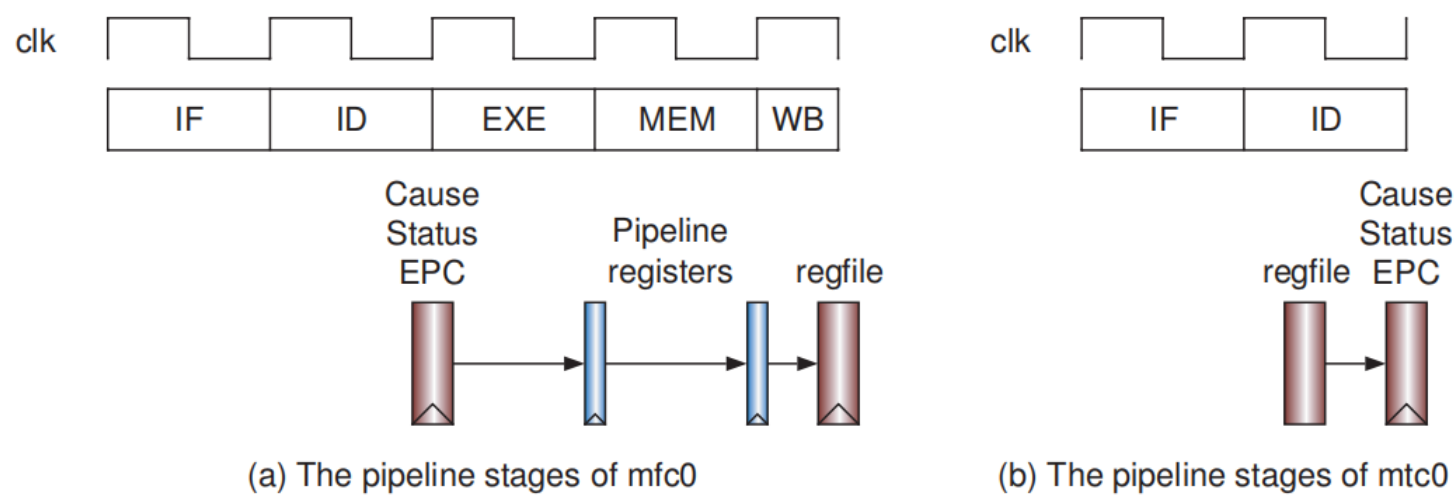 clk
IF ID EXE MEM WB
Cause
Status
EPC
Pipeline
registers
regfile
(a) The pipeline stages of mfc0
clk
IF ID
regfile
Cause
Status
EPC
(b) The pipeline stages of mtc0